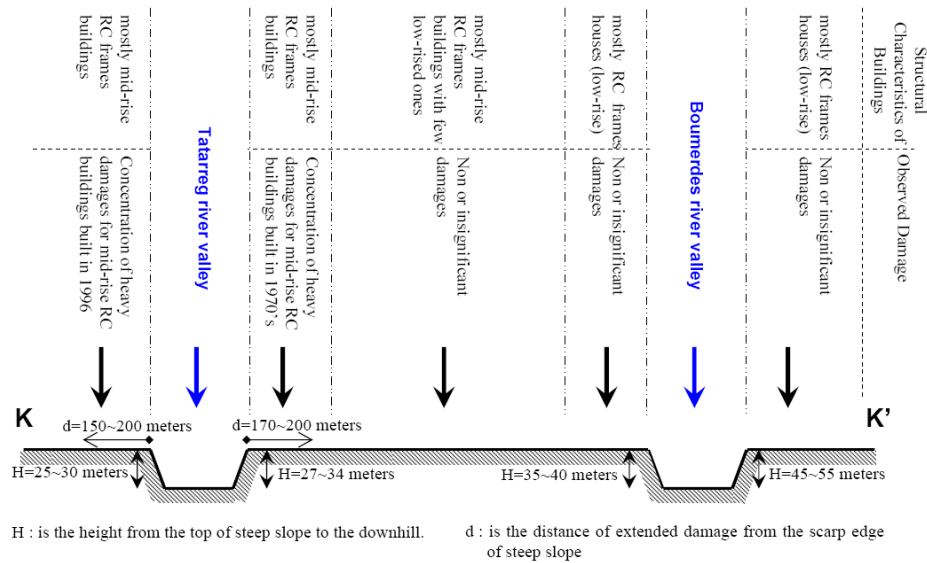 mostly mid-rise
RC frames
buildings
mostly mid-rise
RC frames
buildings
mostly mid-rise
RC frames
buildings with few
low-rised ones
mostly RC frames
houses (low-rise)
mostly RC frames
houses (low-rise)
Structural
Characteristics of
Buildings
Tatarreg river valley
Boumerdes river valley
Concentration of heavy
damages for mid-rise RC
buildings built in 1996
Concentration of heavy
damages for mid-rise RC
buildings built in 1970's
Non or insignificant
damages
Non or insignificant
damages
Non or insignificant
damages
Observed Damage
K
K'
d=150~200 meters
d=170~200 meters
H=25~30 meters
H=27~34 meters
H=35~40 meters
H=45~55 meters
H : is the height from the top of steep slope to the downhill.
d : is the distance of extended damage from the scarp edge
of steep slope